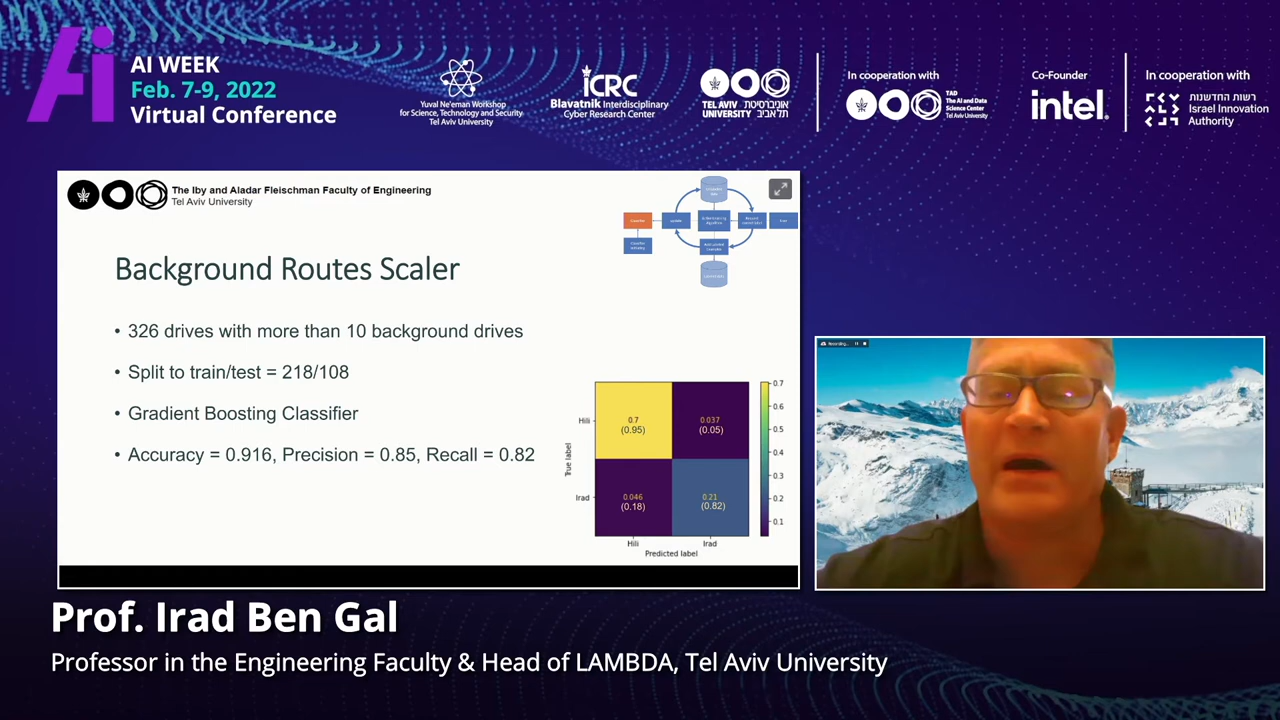 Ai
AI WEEK
Feb. 7-9, 2022
Virtual Conference
Yuval Ne'eman Workshop
for Science, Technology and Security
Tel Aviv University
iCRC
Blavatnik Interdisciplinary
Cyber Research Center
TEL AVIV אוניברסיטת
UNIVERSITY תל אביב
In cooperation with
TAD
The AI and Data
Science Center
Tel Aviv University
Co-Founder
intel.
In cooperation with
רשות החדשנות
Israel Innovation
Authority
The Iby and Aladar Fleischman Faculty of Engineering
Tel Aviv University
Background Routes Scaler
• 326 drives with more than 10 background drives
• Split to train/test = 218/108
• Gradient Boosting Classifier
• Accuracy = 0.916, Precision = 0.85, Recall = 0.82
True label
Hili
Irad
0.7
(0.95)
0.037
(0.05)
0.046
(0.18)
0.21
(0.82)
Hili
Irad
Predicted label
0.7
0.6
0.5
0.4
0.3
0.2
0.1
Recording...
Prof. Irad Ben Gal
Professor in the Engineering Faculty & Head of LAMBDA, Tel Aviv University